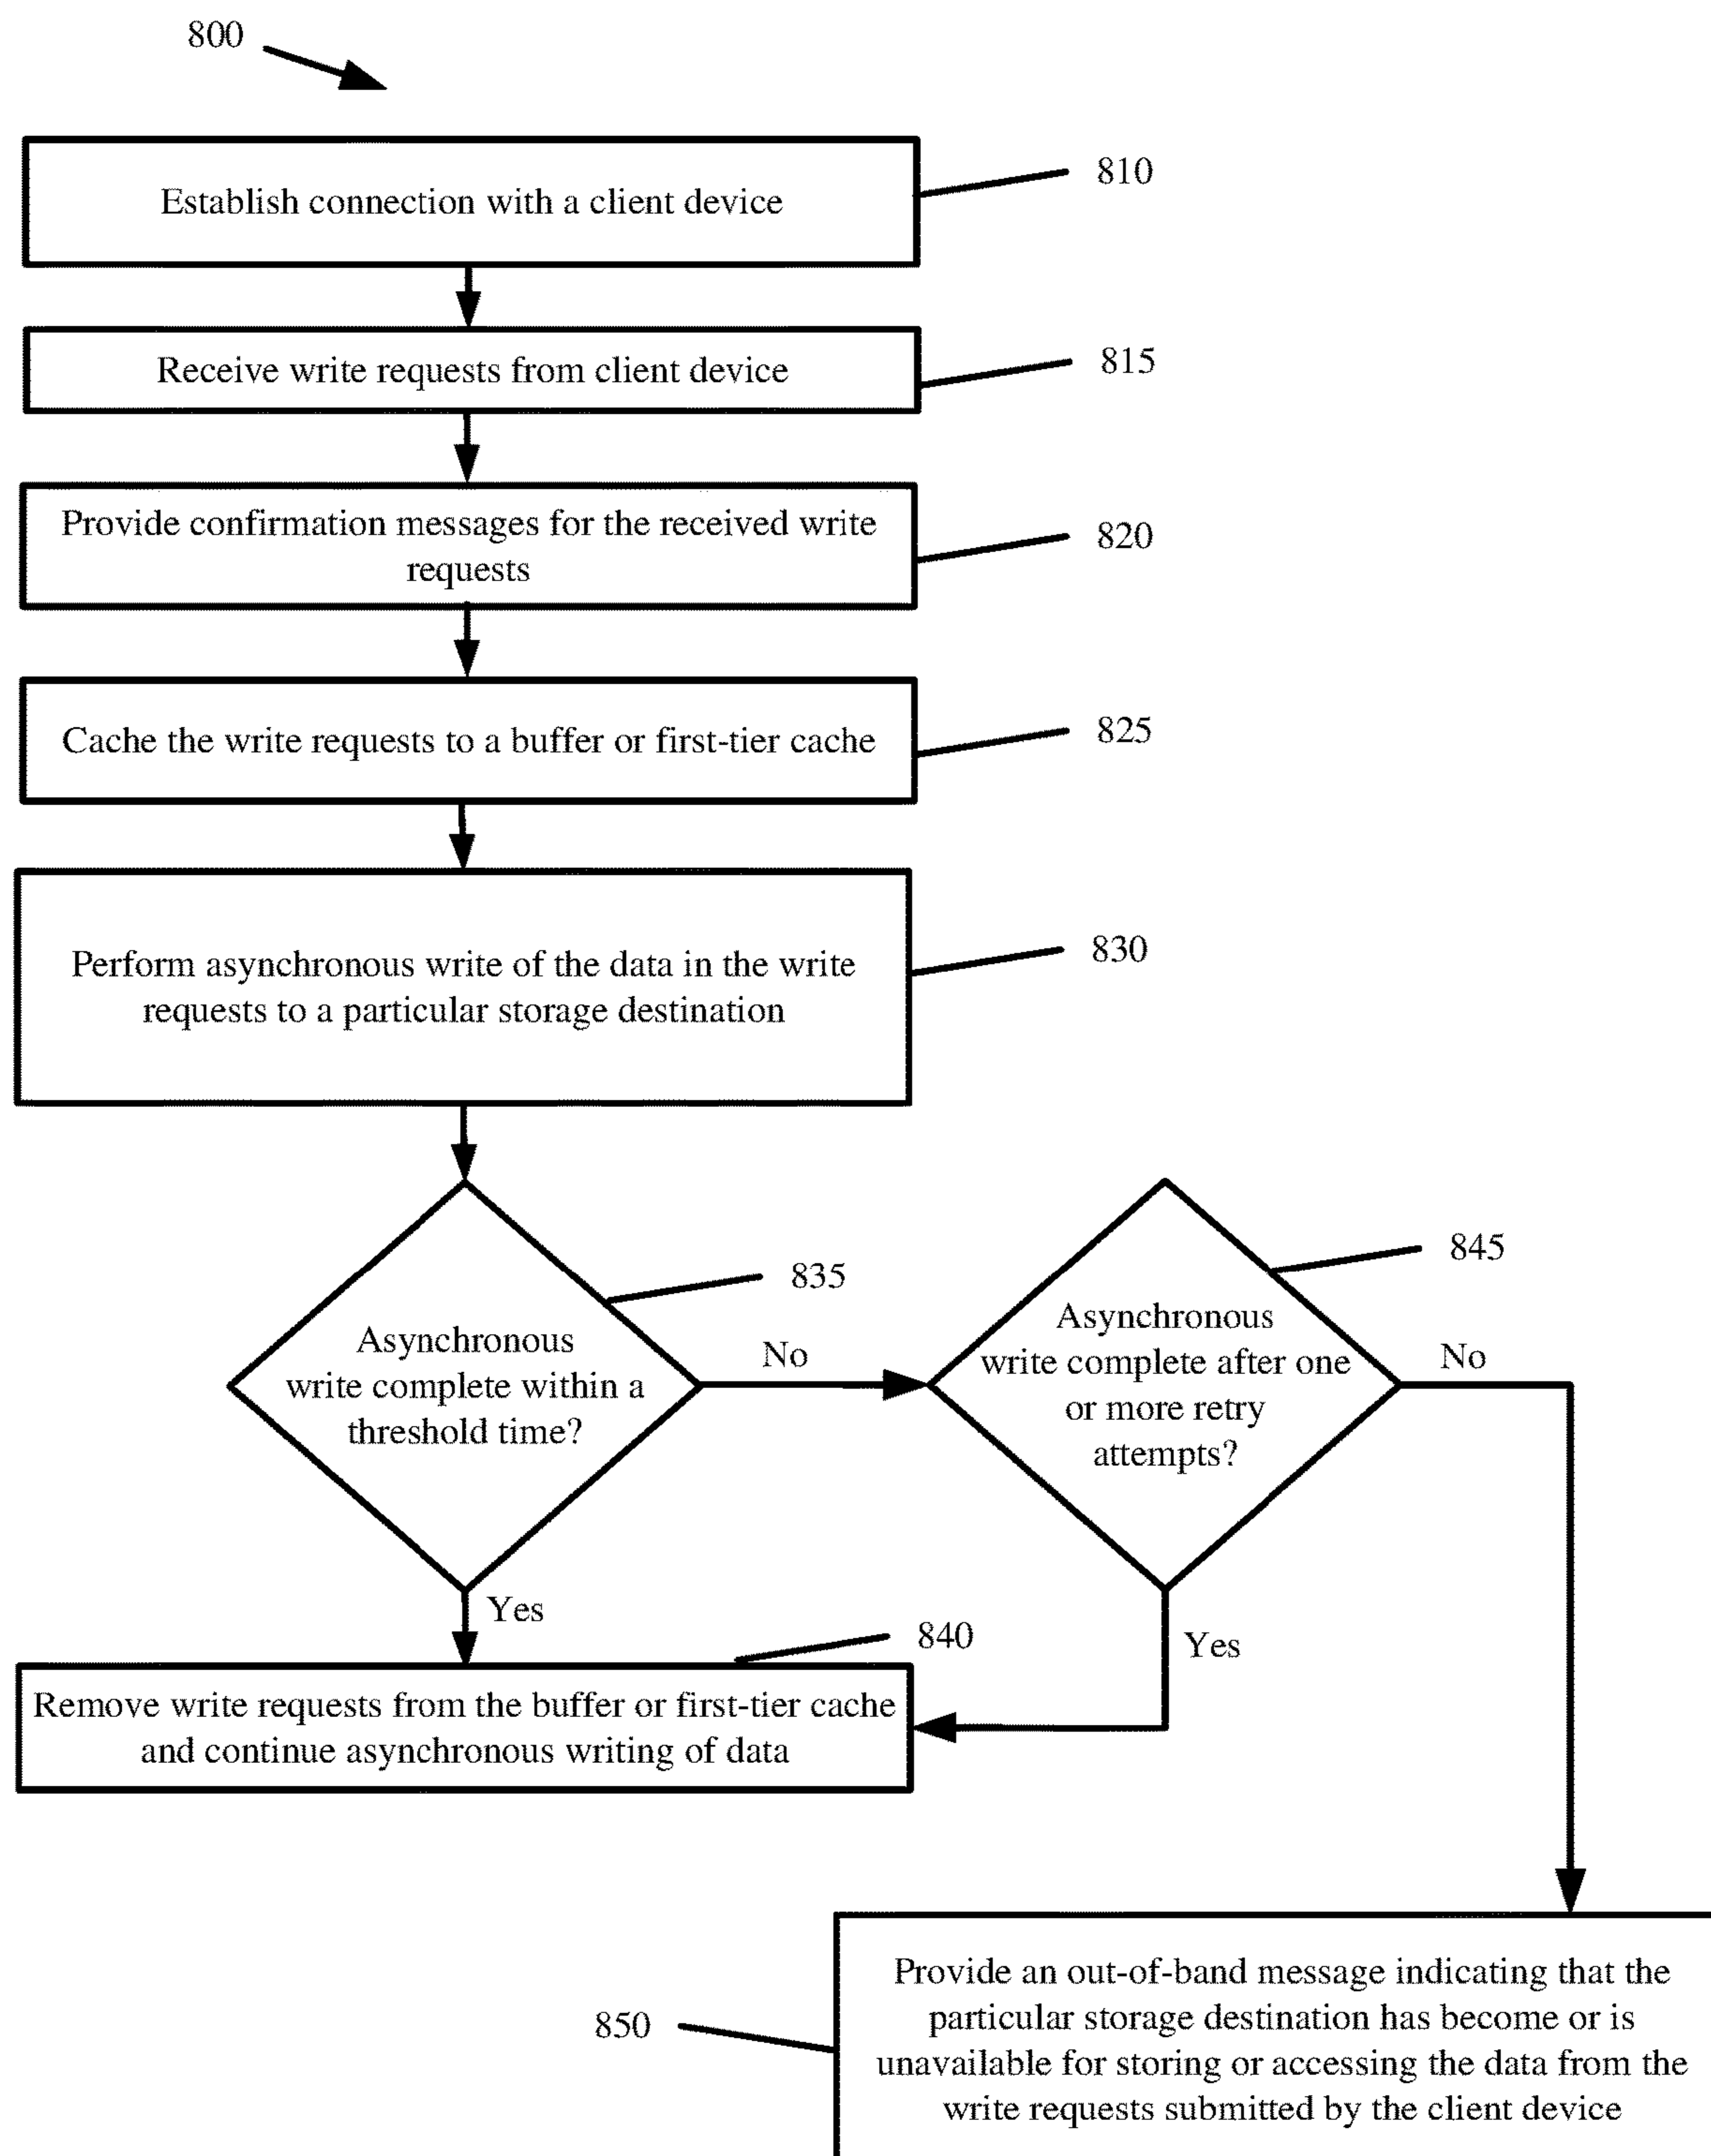 800
Establish connection with a client device
810
Receive write requests from client device
815
Provide confirmation messages for the received write
requests
820
Cache the write requests to a buffer or first-tier cache
825
Perform asynchronous write of the data in the write
requests to a particular storage destination
830
835
Asynchronous
write complete within a
threshold time?
No
Yes
845
Asynchronous
write complete after one
or more retry
attempts?
No
Yes
840
Remove write requests from the buffer or first-tier cache
and continue asynchronous writing of data
850
Provide an out-of-band message indicating that the
particular storage destination has become or is
unavailable for storing or accessing the data from the
write requests submitted by the client device